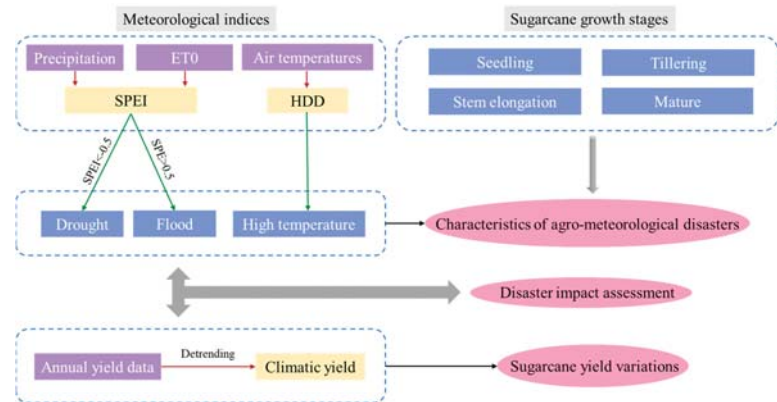 Meteorological indices
Sugarcane growth stages
Precipitation
ET0
Air temperatures
Seedling
Tillering
SPEI
HDD
Stem elongation
Mature
SPEI<-0.5
SPE>0.5
Drought
Flood
High temperature
Characteristics of agro-meteorological disasters
Disaster impact assessment
Annual yield data
Detrending
Climatic yield
Sugarcane yield variations